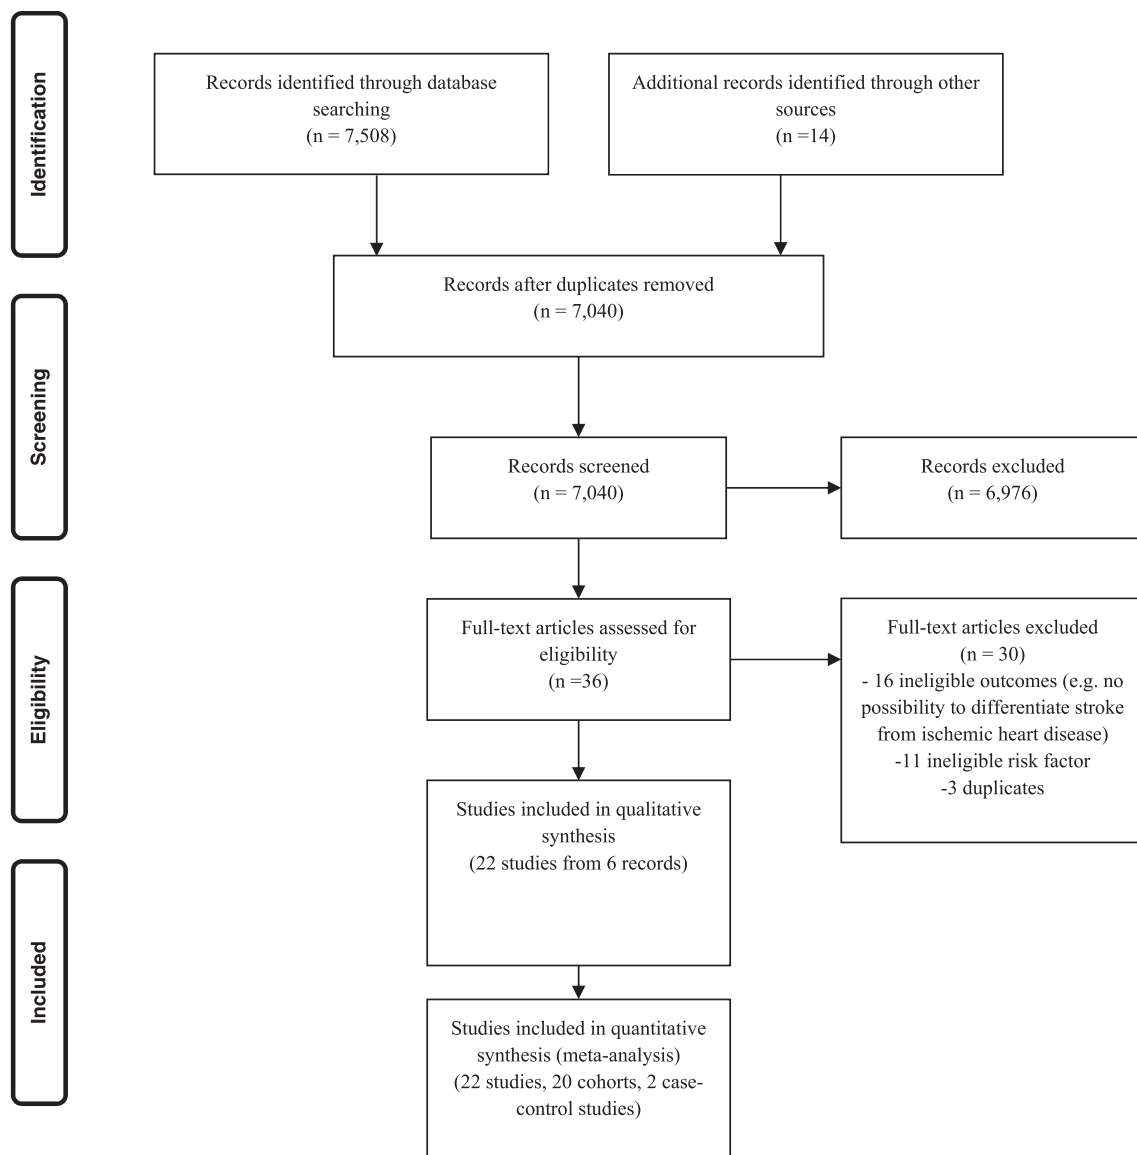 Identification
Records identified through database
searching
(n = 7,508)
Additional records identified through other
sources
(n =14)
Records after duplicates removed
(n = 7,040)
Screening
Records screened
(n = 7,040)
Records excluded
(n = 6,976)
Eligibility
Full-text articles assessed for
eligibility
(n =36)
Full-text articles excluded
(n = 30)
- 16 ineligible outcomes (e.g. no
possibility to differentiate stroke
from ischemic heart disease)
-11 ineligible risk factor
-3 duplicates
Studies included in qualitative
synthesis
(22 studies from 6 records)
Included
Studies included in quantitative
synthesis (meta-analysis)
(22 studies, 20 cohorts, 2 case-
control studies)